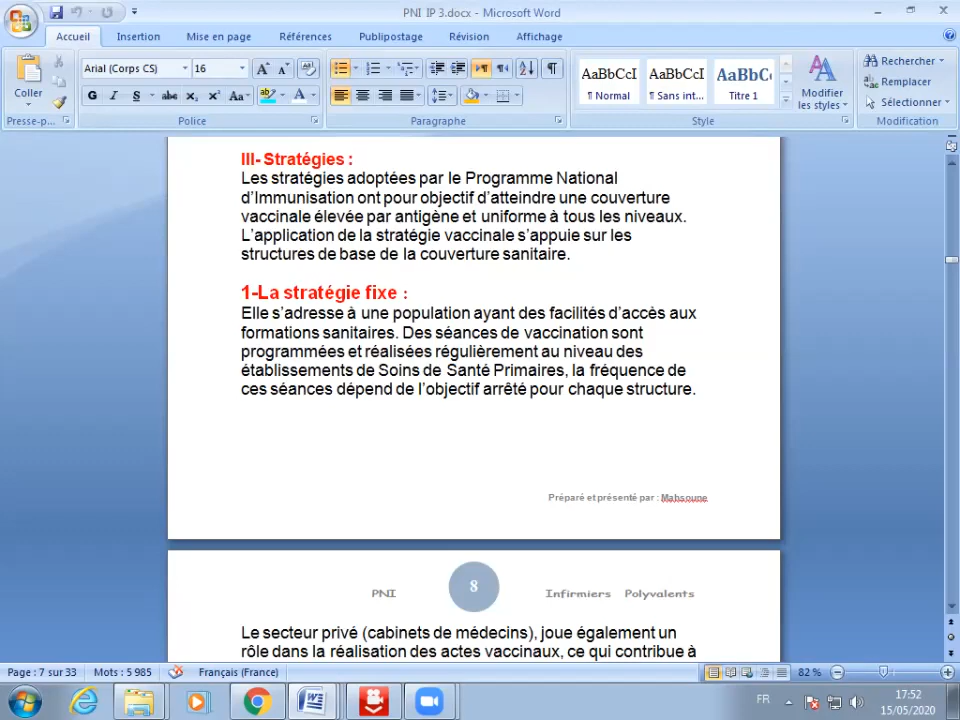 PNI IP 3.docx - Microsoft Word
Accueil Insertion Mise en page Références Publipostage Révision Affichage
Arial (Corps CS) 16
Coller
G I S abc X₂ X² Aa
AaBbCcI AaBbCcI AaBbC
¶ Normal ¶ Sans int... Titre 1
Modifier les styles
Rechercher
Remplacer
Sélectionner
Presse-p... Police Paragraphe Style Modification
III- Stratégies :
Les stratégies adoptées par le Programme National
d’Immunisation ont pour objectif d’atteindre une couverture
vaccinale élevée par antigène et uniforme à tous les niveaux.
L’application de la stratégie vaccinale s’appuie sur les
structures de base de la couverture sanitaire.
1-La stratégie fixe :
Elle s’adresse à une population ayant des facilités d’accès aux
formations sanitaires. Des séances de vaccination sont
programmées et réalisées régulièrement au niveau des
établissements de Soins de Santé Primaires, la fréquence de
ces séances dépend de l’objectif arrêté pour chaque structure.
Préparé et présenté par : Mahsoune
PNI 8 Infirmiers Polyvalents
Le secteur privé (cabinets de médecins), joue également un
rôle dans la réalisation des actes vaccinaux, ce qui contribue à
Page : 7 sur 33 Mots : 5 985 Français (France) 82 %
FR 17:52
15/05/2020